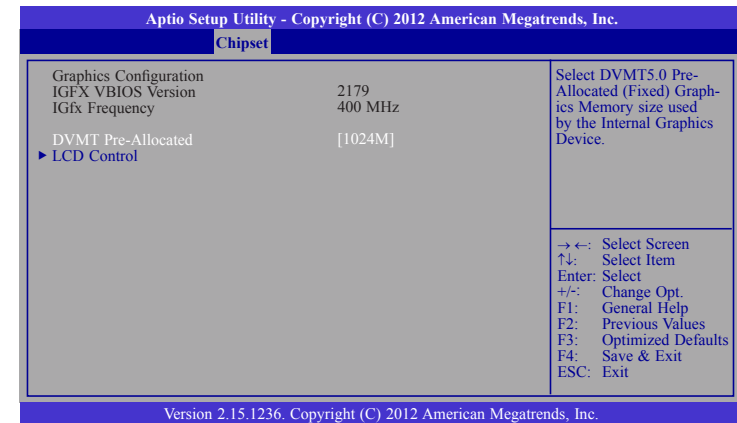 Aptio Setup Utility - Copyright (C) 2012 American Megatrends, Inc.
Chipset
Graphics Configuration
IGFX VBIOS Version 2179
IGfx Frequency 400 MHz
DVMT Pre-Allocated [1024M]
▶ LCD Control
Select DVMT5.0 Pre-
Allocated (Fixed) Graph-
ics Memory size used
by the Internal Graphics
Device.
→←: Select Screen
↑↓: Select Item
Enter: Select
+/-: Change Opt.
F1: General Help
F2: Previous Values
F3: Optimized Defaults
F4: Save & Exit
ESC: Exit
Version 2.15.1236. Copyright (C) 2012 American Megatrends, Inc.